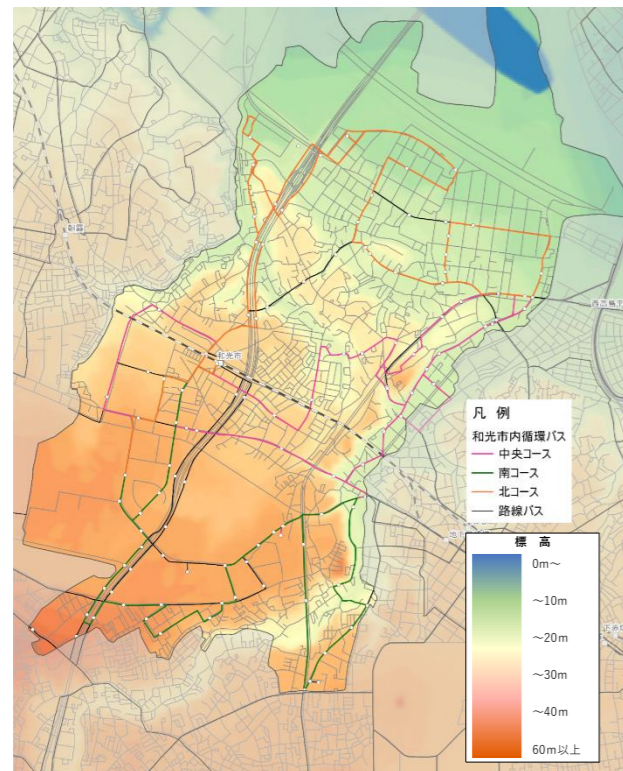 朝霞
和光市
西高島平
凡 例
和光市内循環バス
中央コース
南コース
北コース
路線バス
標 高
0m～
～10m
～20m
～30m
～40m
60m以上